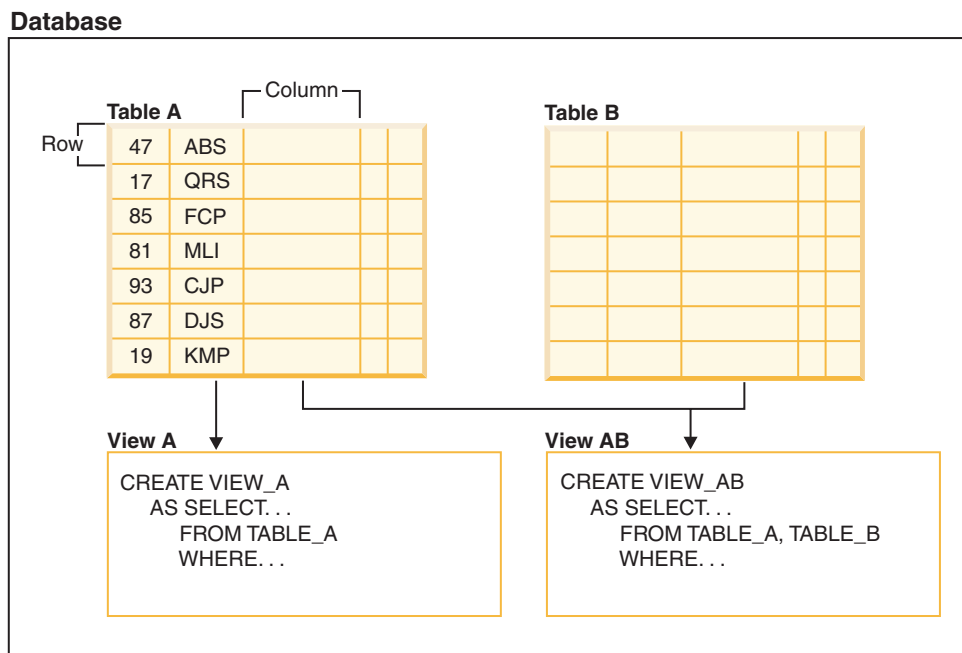 Database
Column
Table A
Table B
Row
47 ABS
17 QRS
85 FCP
81 MLI
93 CJP
87 DJS
19 KMP
View A
CREATE VIEW_A
AS SELECT. . .
FROM TABLE_A
WHERE. . .
View AB
CREATE VIEW_AB
AS SELECT. . .
FROM TABLE_A, TABLE_B
WHERE. . .